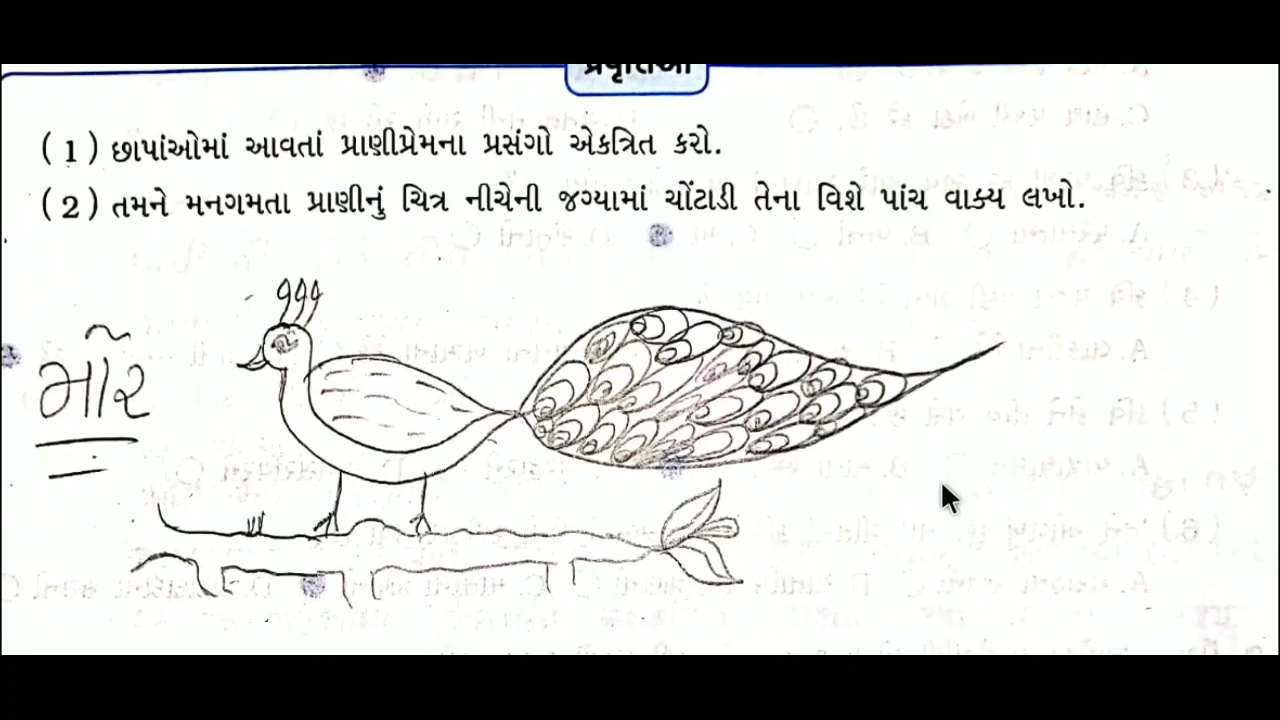 પ્રવૃત્તિઓ
( 1 ) છાપાંઓમાં આવતાં પ્રાણીપ્રેમના પ્રસંગો એકત્રિત કરો.
( 2 ) તમને મનગમતા પ્રાણીનું ચિત્ર નીચેની જગ્યામાં ચોંટાડી તેના વિશે પાંચ વાક્ય લખો.
મોર